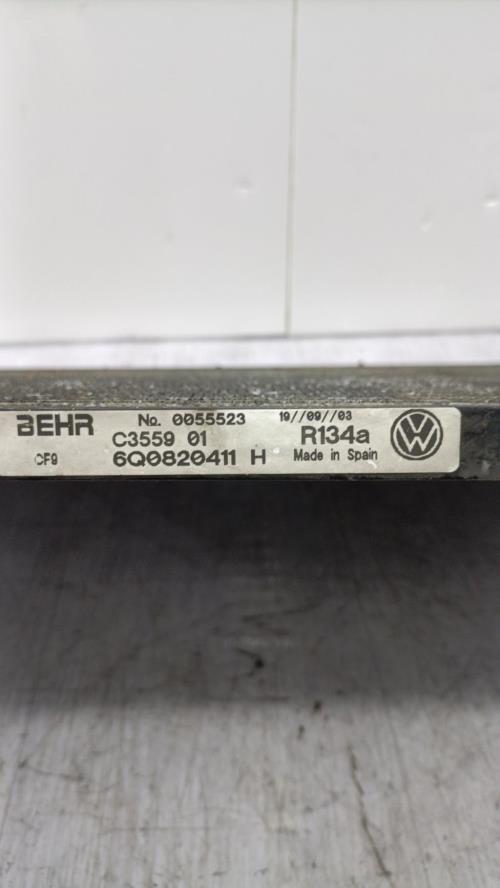 BEHR No. 0055523 19//09//03
C3559 01 R134a
CF9 6Q0820411 H Made in Spain